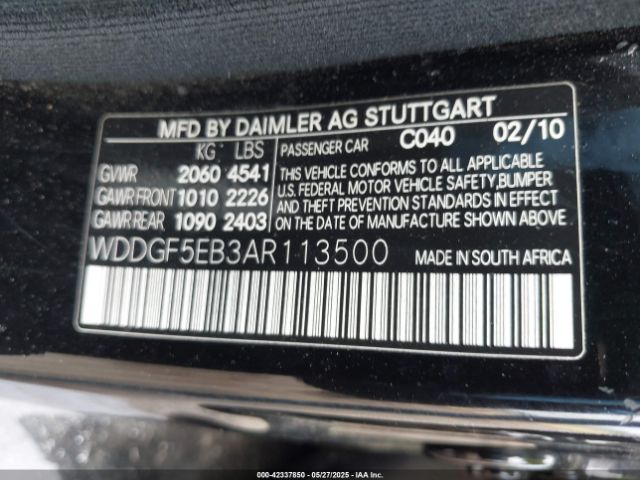 MFD BY DAIMLER AG STUTTGART
KG LBS
GVWR 2060 4541
GAWR FRONT 1010 2226
GAWR REAR 1090 2403
PASSENGER CAR C040 02/10
THIS VEHICLE CONFORMS TO ALL APPLICABLE
U.S. FEDERAL MOTOR VEHICLE SAFETY,BUMPER
AND THEFT PREVENTION STANDARDS IN EFFECT
ON THE DATE OF MANUFACTURE SHOWN ABOVE.
WDDGF5EB3AR113500 MADE IN SOUTH AFRICA
000-42337850 - 05/27/2025 - IAAI.CA